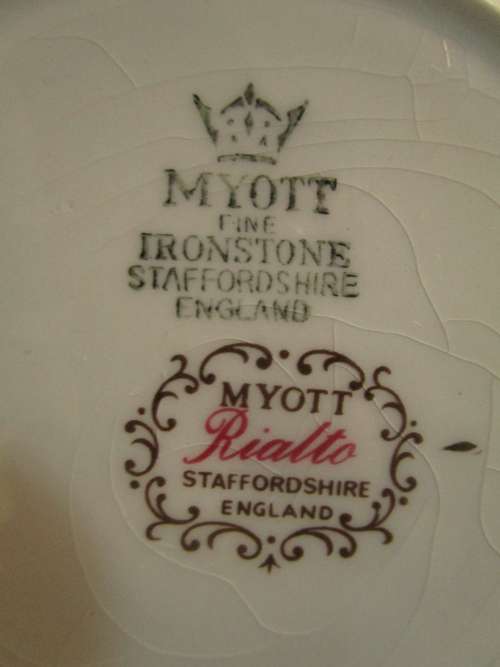 MYOTT
FINE
IRONSTONE
STAFFORDSHIRE
ENGLAND
MYOTT
Rialto
STAFFORDSHIRE
ENGLAND